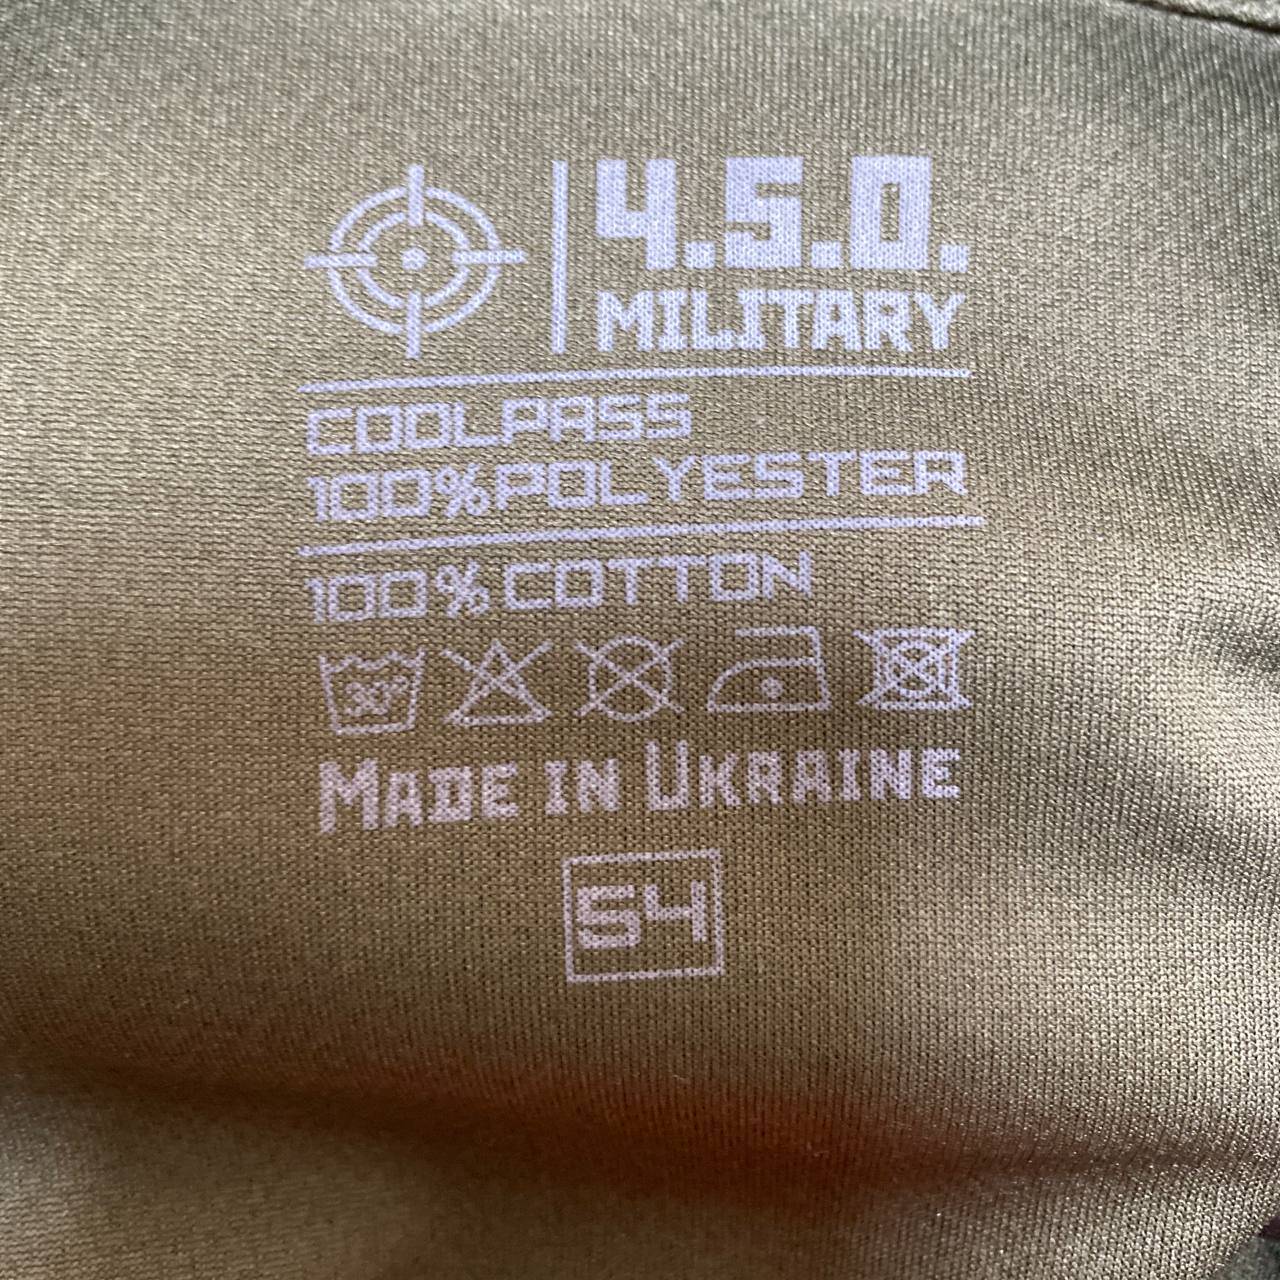 4.5.0.
MILITARY
COOLPASS
100% POLYESTER
100% COTTON
30°
MADE IN UKRAINE
54